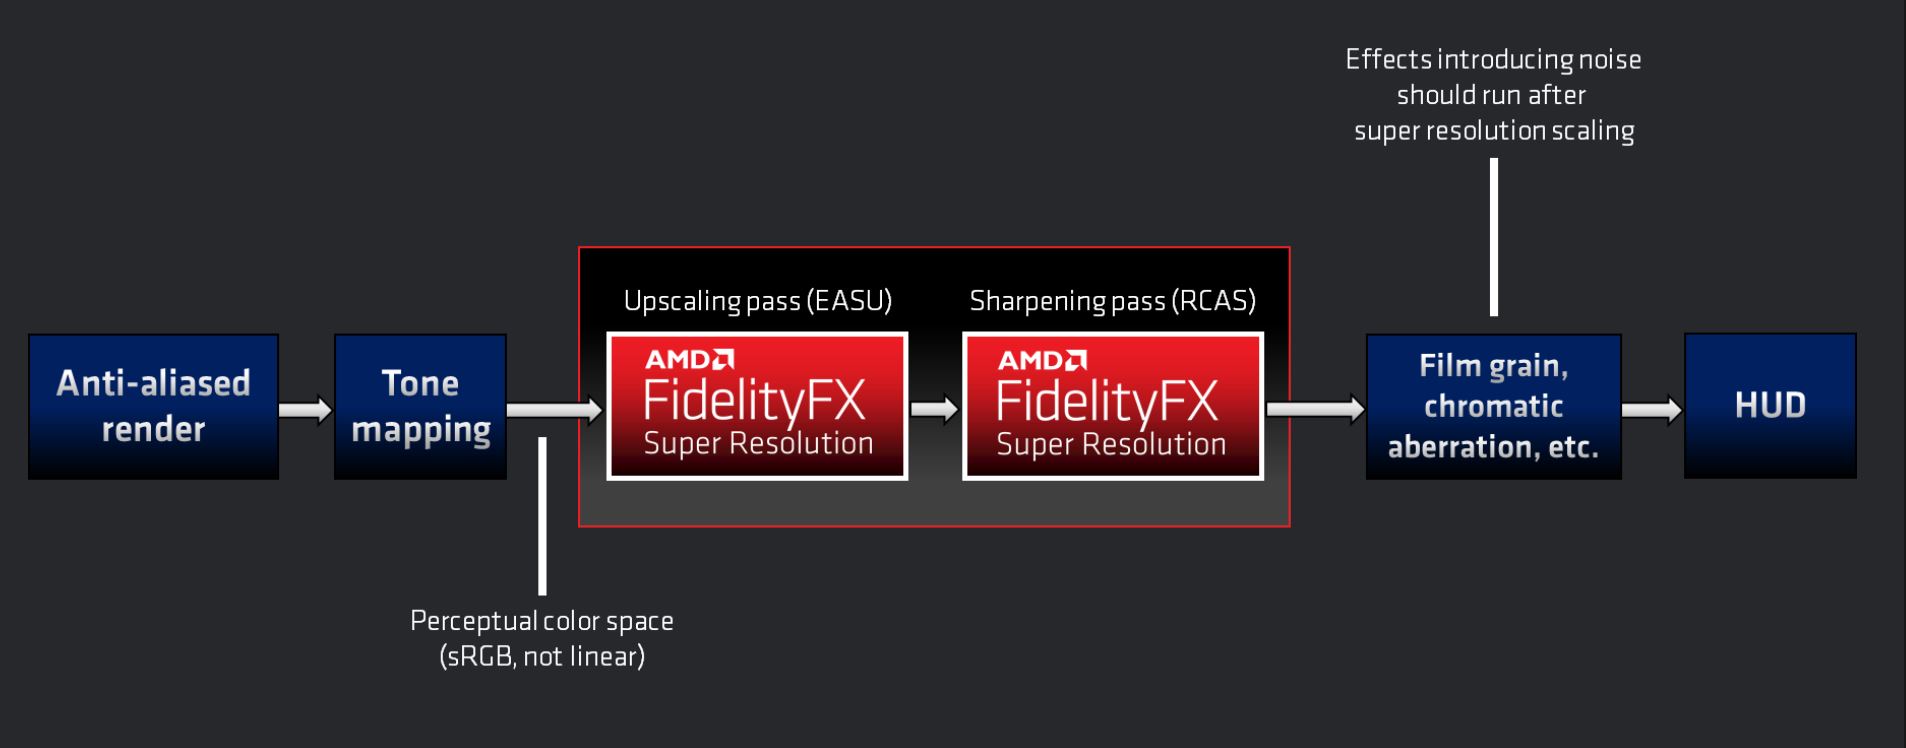 Effects introducing noise
should run after
super resolution scaling
Upscaling pass (EASU)
Sharpening pass (RCAS)
Anti-aliased
render
Tone
mapping
AMD
FidelityFX
Super Resolution
AMD
FidelityFX
Super Resolution
Film grain,
chromatic
aberration, etc.
HUD
Perceptual color space
(sRGB, not linear)